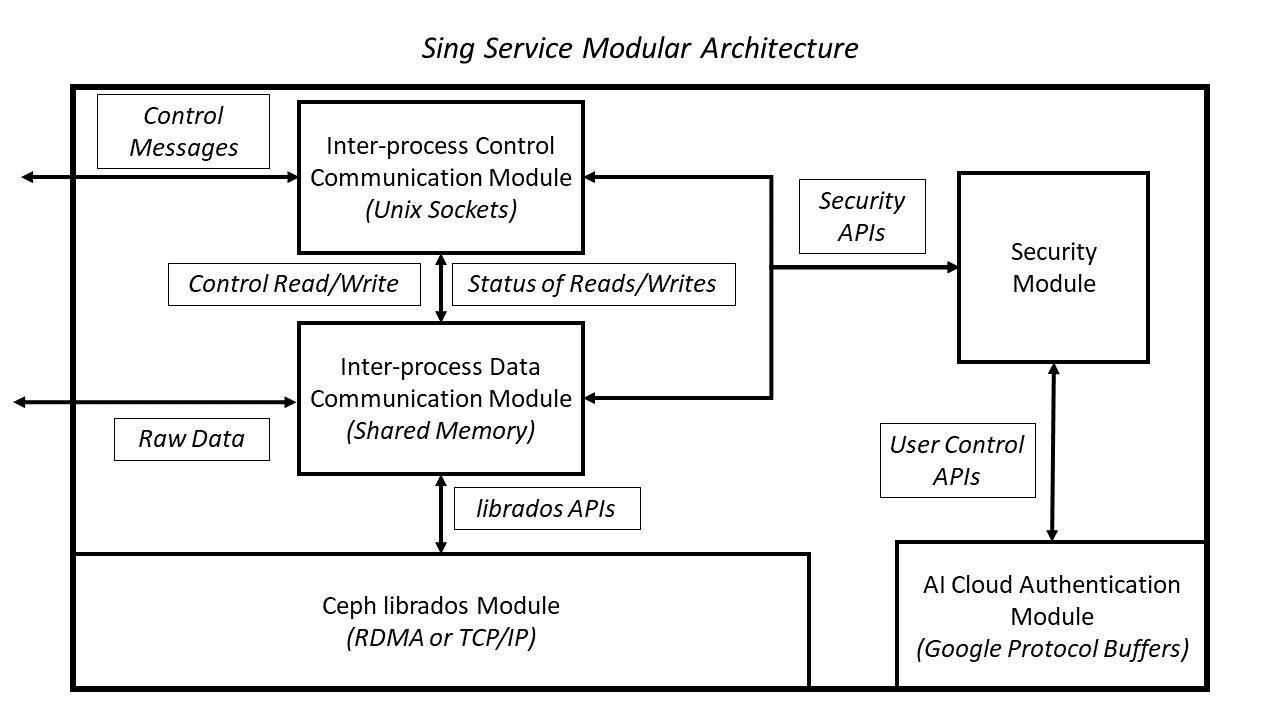 Sing Service Modular Architecture
Control
Messages
Inter-process Control
Communication Module
(Unix Sockets)
Security
APIs
Security
Module
Control Read/Write
Status of Reads/Writes
Inter-process Data
Communication Module
(Shared Memory)
Raw Data
User Control
APIs
librados APIs
Ceph librados Module
(RDMA or TCP/IP)
AI Cloud Authentication
Module
(Google Protocol Buffers)